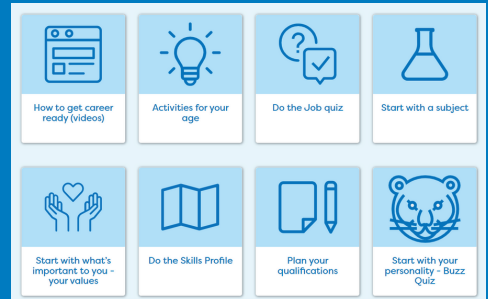 How to get career
ready (videos)
Activities for your
age
Do the Job quiz
Start with a subject
Start with what's
important to you -
your values
Do the Skills Profile
Plan your
qualifications
Start with your
personality - Buzz
Quiz